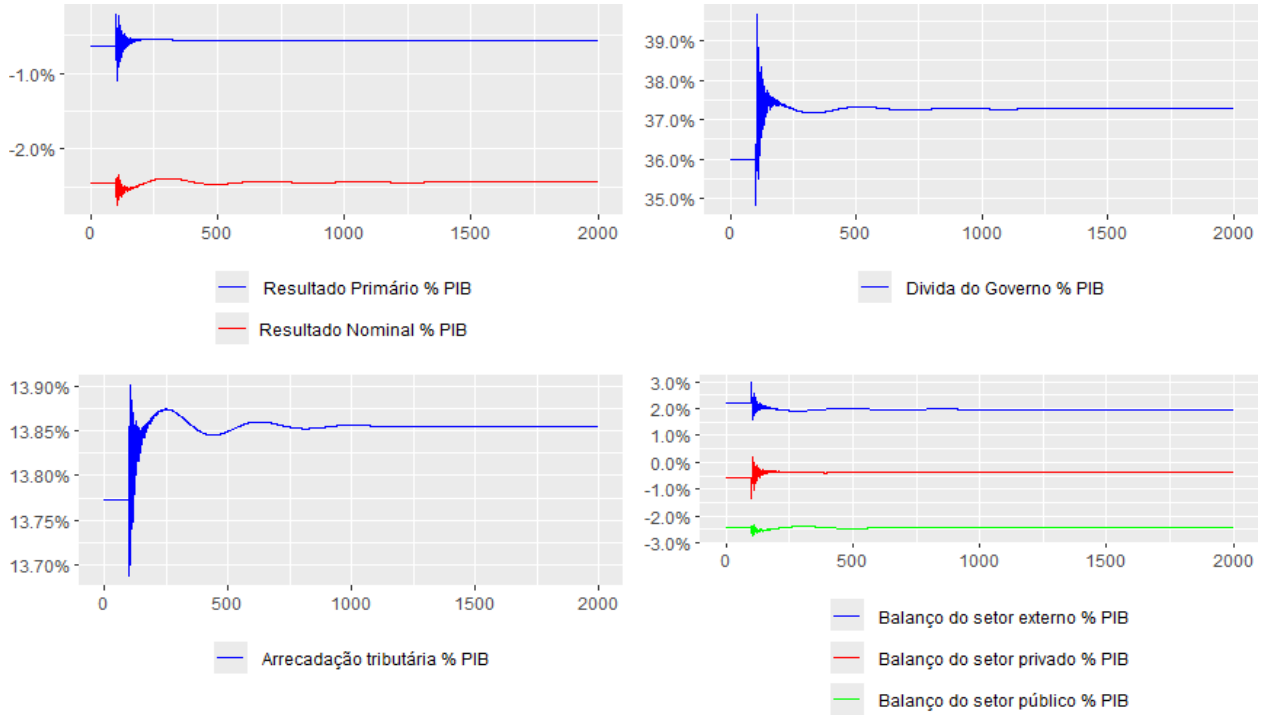 -1.0%
-2.0%
0 500 1000 1500 2000
Resultado Primário % PIB
Resultado Nominal % PIB
39.0%
38.0%
37.0%
36.0%
35.0%
0 500 1000 1500 2000
Divida do Governo % PIB
13.90%
13.85%
13.80%
13.75%
13.70%
0 500 1000 1500 2000
Arrecadação tributária % PIB
3.0%
2.0%
1.0%
0.0%
-1.0%
-2.0%
-3.0%
0 500 1000 1500 2000
Balanço do setor externo % PIB
Balanço do setor privado % PIB
Balanço do setor público % PIB